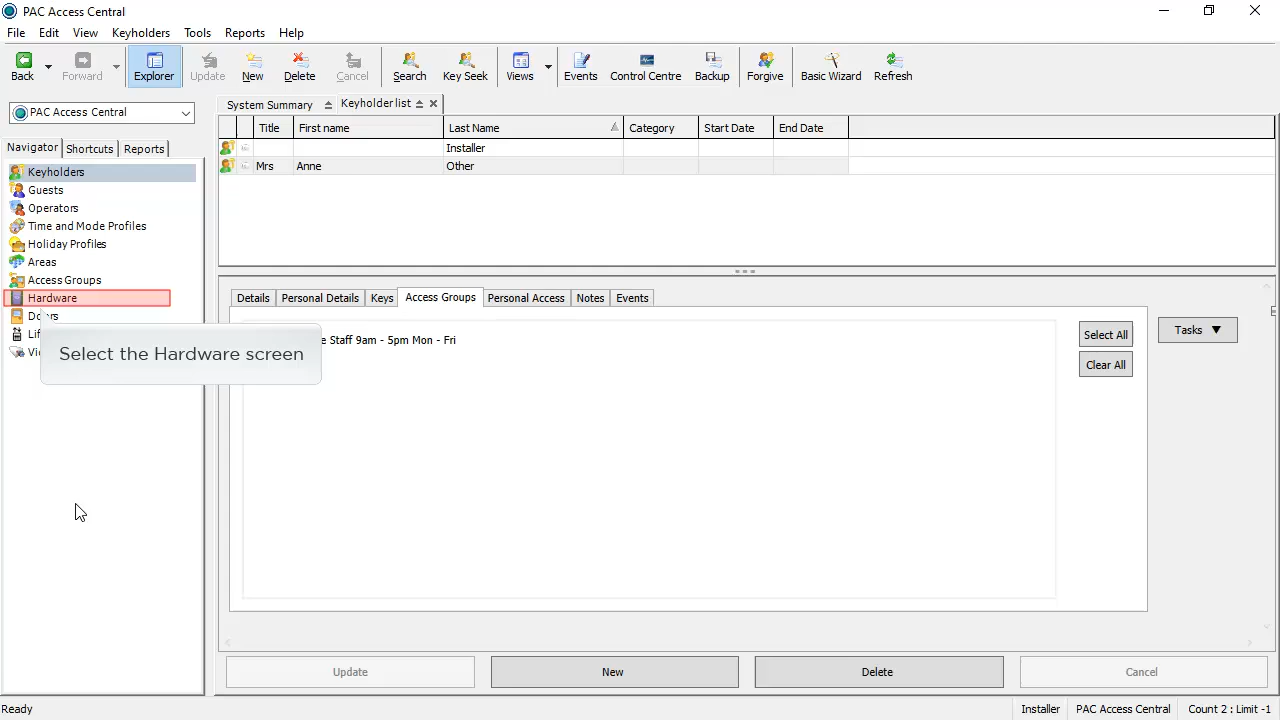 PAC Access Central
File Edit View Keyholders Tools Reports Help
Back Forward Explorer Update New Delete Cancel Search Key Seek Views Events Control Centre Backup Forgive Basic Wizard Refresh
PAC Access Central
System Summary Keyholder list
Title First name Last Name Category Start Date End Date
Installer
Mrs Anne Other
Navigator Shortcuts Reports
Keyholders
Guests
Operators
Time and Mode Profiles
Holiday Profiles
Areas
Access Groups
Hardware
Select the Hardware screen
Details Personal Details Keys Access Groups Personal Access Notes Events
Staff 9am - 5pm Mon - Fri
Select All
Clear All
Tasks
Update New Delete Cancel
Ready Installer PAC Access Central Count 2 : Limit -1